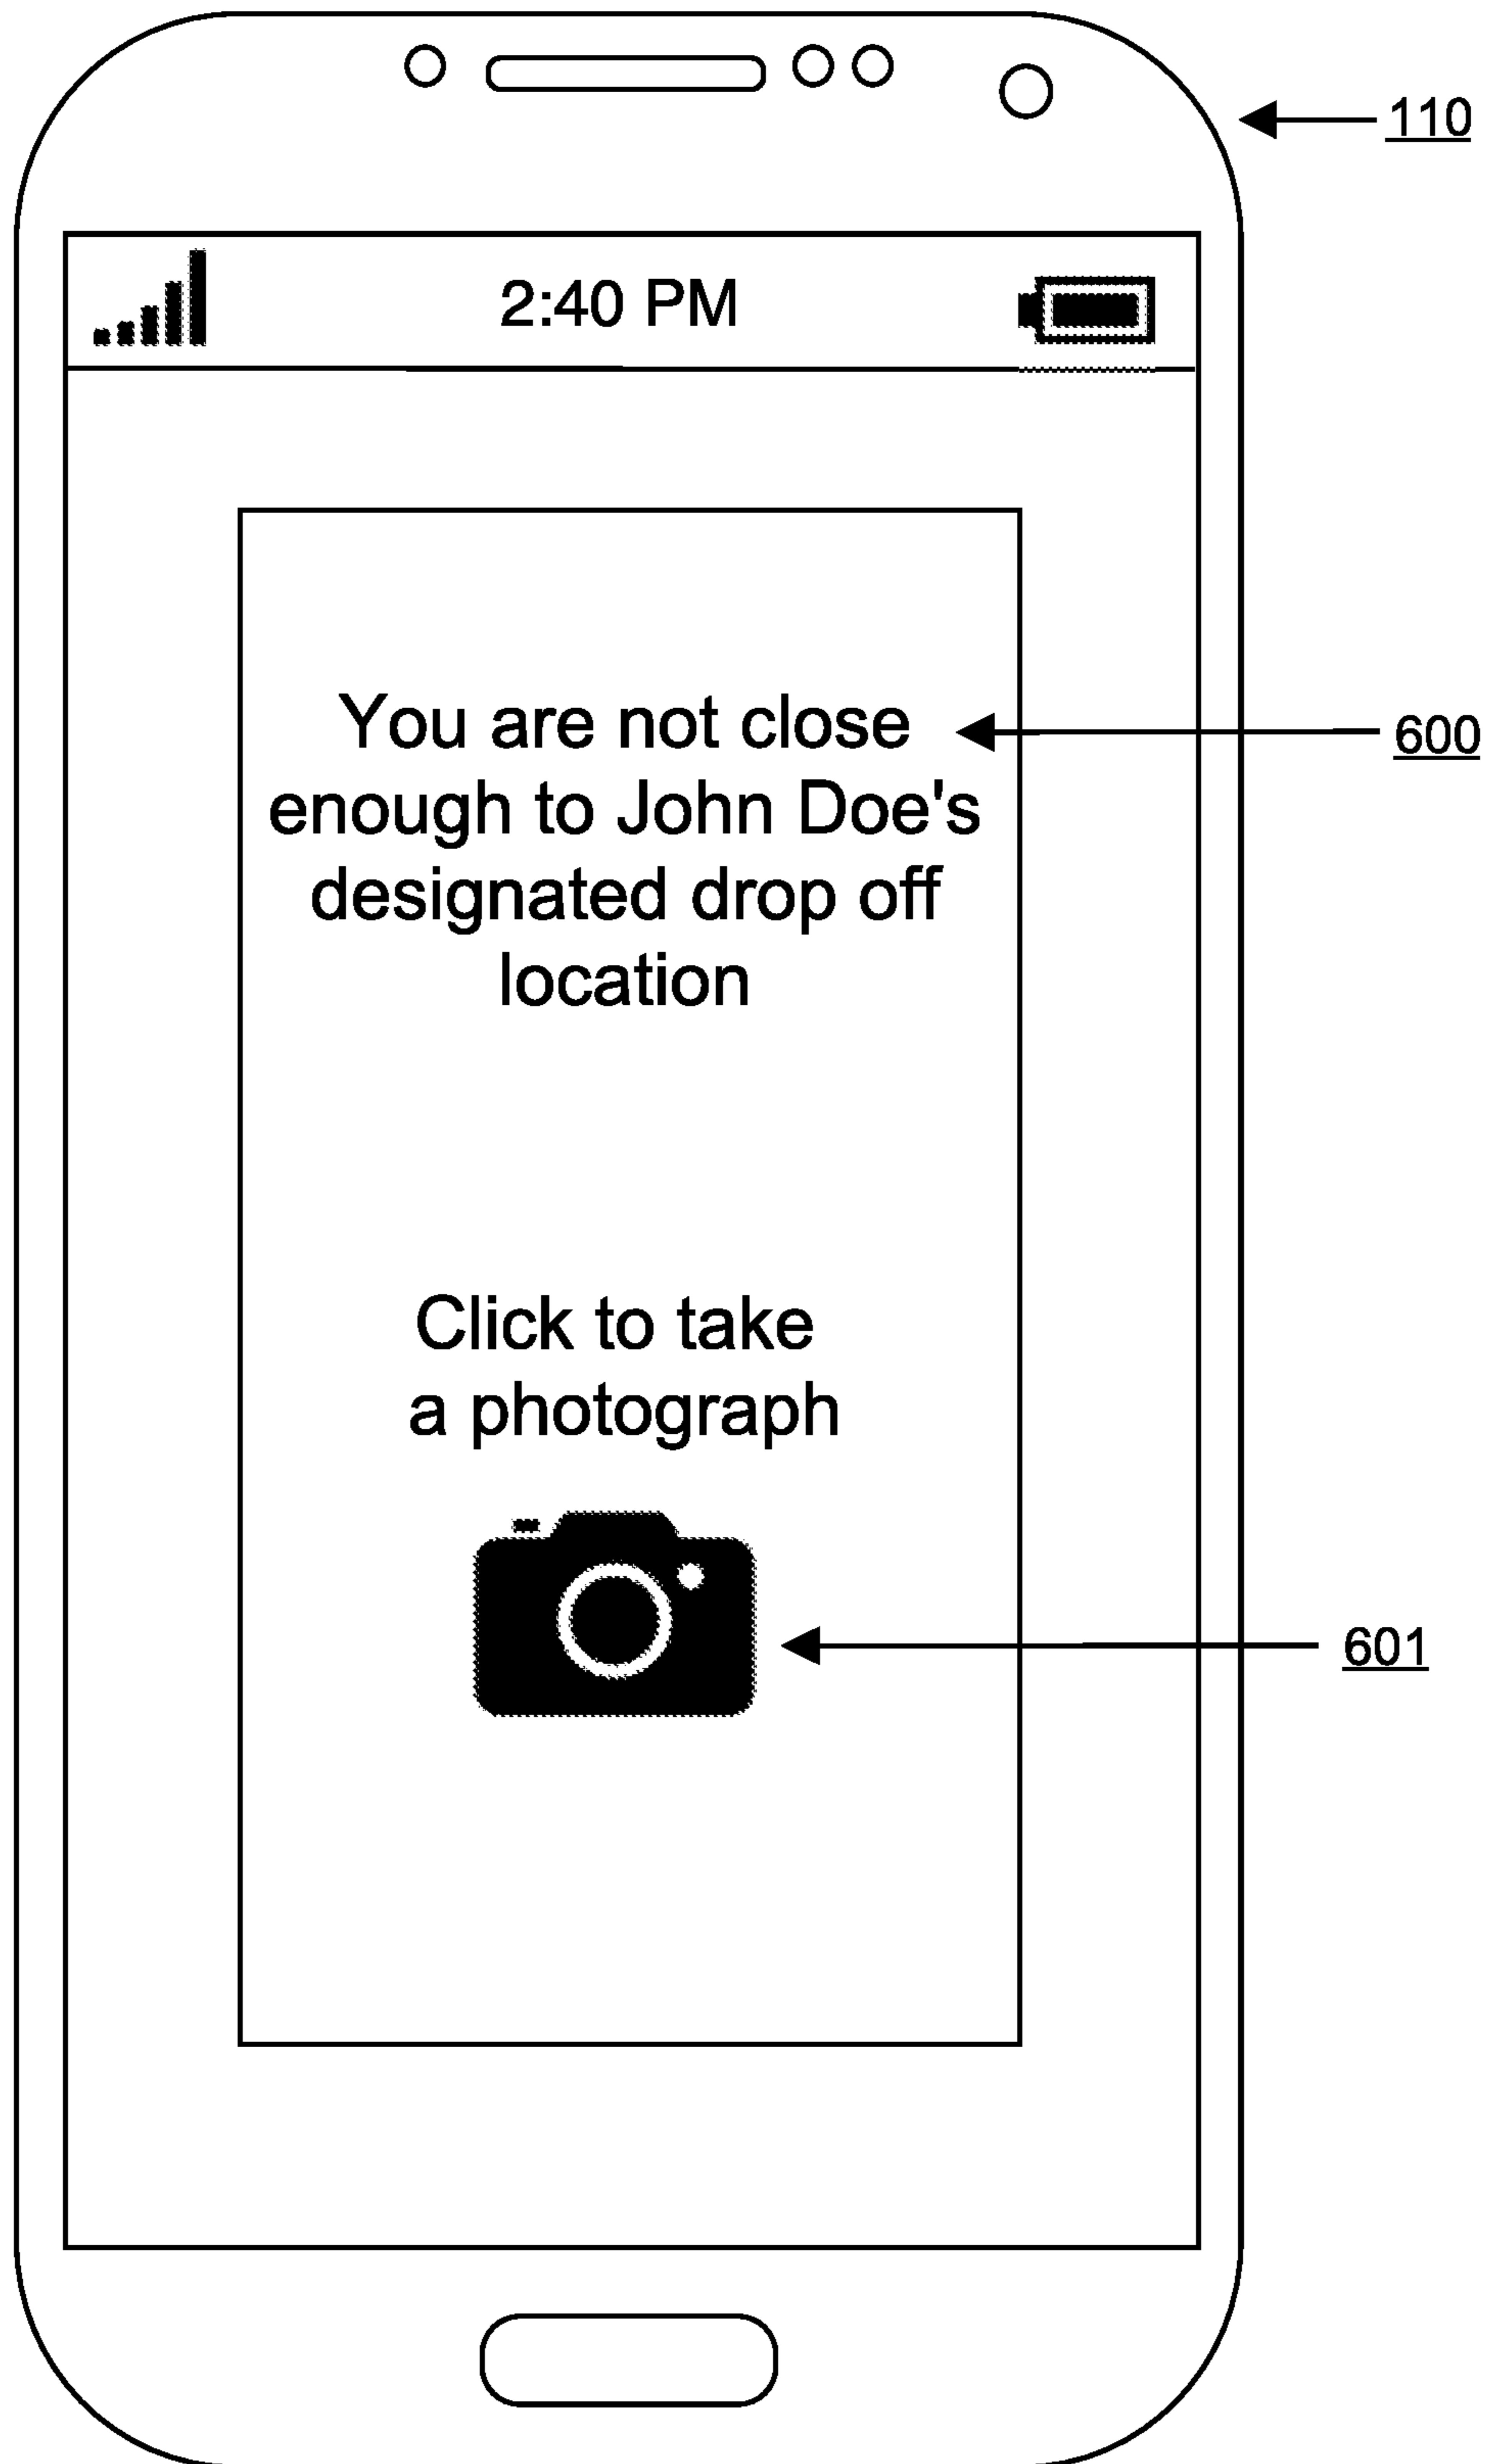 110
2:40 PM
You are not close
600
enough to John Doe's
designated drop off
location
Click to take
a photograph
601